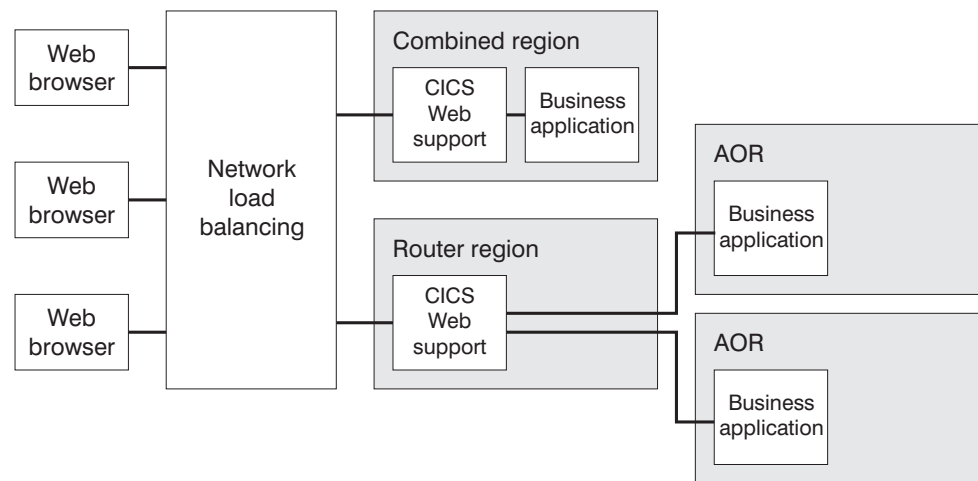 Web
browser
Web
browser
Web
browser
Network
load
balancing
Combined region
CICS
Web
support
Business
application
Router region
CICS
Web
support
AOR
Business
application
AOR
Business
application